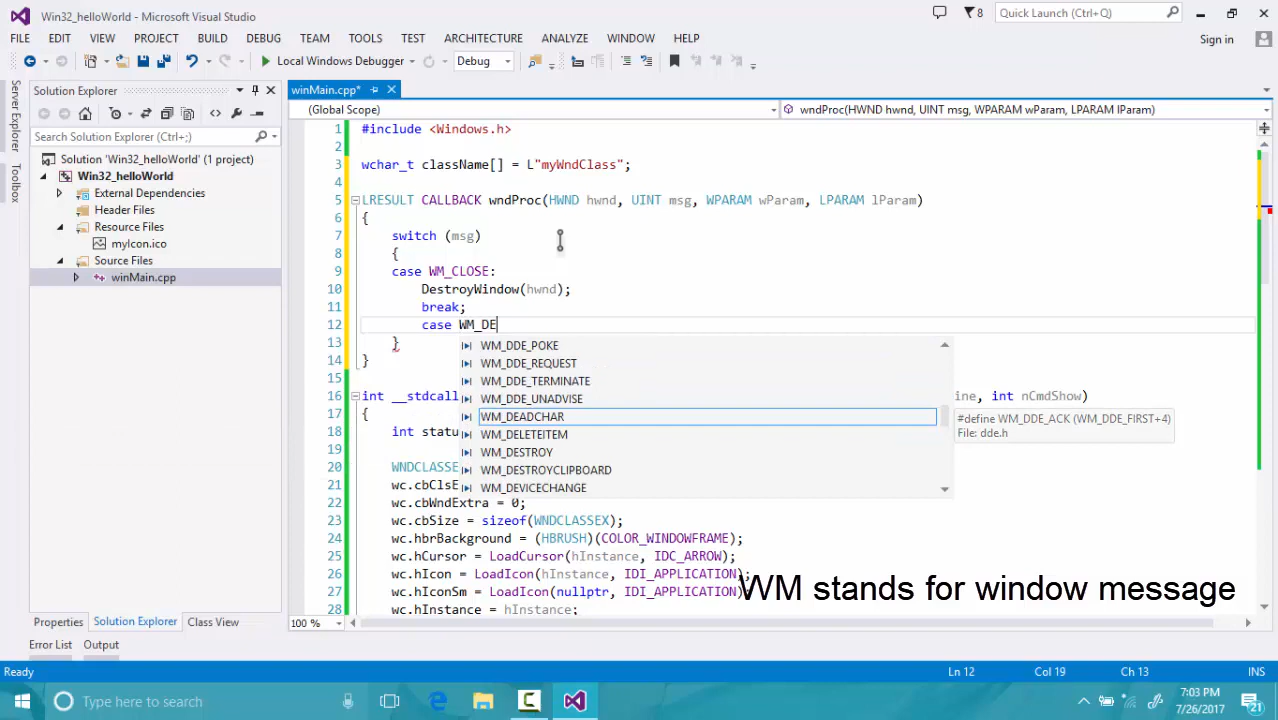 Win32_helloWorld - Microsoft Visual Studio
8
Quick Launch (Ctrl+Q)
FILE EDIT VIEW PROJECT BUILD DEBUG TEAM TOOLS TEST ARCHITECTURE ANALYZE WINDOW HELP
Sign in
Local Windows Debugger
Debug
Server Explorer
Toolbox
Solution Explorer
Search Solution Explorer (Ctrl+;)
Solution 'Win32_helloWorld' (1 project)
Win32_helloWorld
External Dependencies
Header Files
Resource Files
myIcon.ico
Source Files
winMain.cpp
Properties Solution Explorer Class View
winMain.cpp*
(Global Scope)
wndProc(HWND hwnd, UINT msg, WPARAM wParam, LPARAM lParam)
1 #include <Windows.h>
2
3 wchar_t className[] = L"myWndClass";
4
5 LRESULT CALLBACK wndProc(HWND hwnd, UINT msg, WPARAM wParam, LPARAM lParam)
6 {
7 switch (msg)
8 {
9 case WM_CLOSE:
10 DestroyWindow(hwnd);
11 break;
12 case WM_DE
13 }
14 }
15
16 int __stdcall ine, int nCmdShow)
17 {
18 int statu
19
20 WNDCLASSE
21 wc.cbClsE
22 wc.cbWndExtra = 0;
23 wc.cbSize = sizeof(WNDCLASSEX);
24 wc.hbrBackground = (HBRUSH)(COLOR_WINDOWFRAME);
25 wc.hCursor = LoadCursor(hInstance, IDC_ARROW);
26 wc.hIcon = LoadIcon(hInstance, IDI_APPLICATION);
27 wc.hIconSm = LoadIcon(nullptr, IDI_APPLICATION);
28 wc.hInstance = hInstance;
WM_DDE_POKE
WM_DDE_REQUEST
WM_DDE_TERMINATE
WM_DDE_UNADVISE
WM_DEADCHAR
WM_DELETEITEM
WM_DESTROY
WM_DESTROYCLIPBOARD
WM_DEVICECHANGE
#define WM_DDE_ACK (WM_DDE_FIRST+4)
File: dde.h
WM stands for window message
100 %
Error List Output
Ready
Ln 12 Col 19 Ch 13 INS
Type here to search
7:03 PM
7/26/2017
21